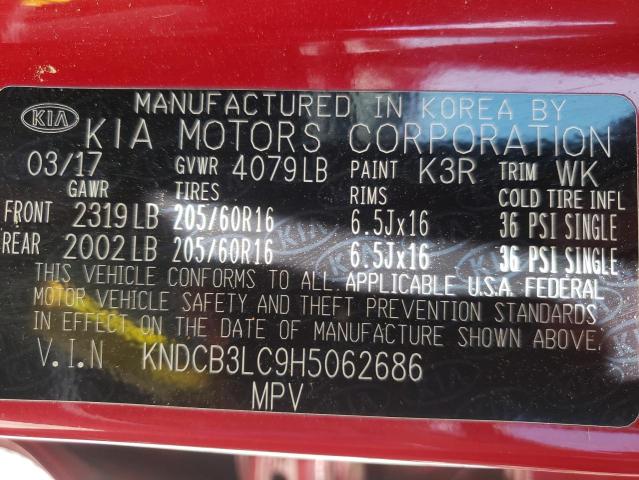 MANUFACTURED IN KOREA BY
KIA KIA MOTORS CORPORATION
03/17 GVWR 4079LB PAINT K3R TRIM WK
GAWR TIRES RIMS COLD TIRE INFL
FRONT 2319LB 205/60R16 6.5Jx16 36 PSI SINGLE
REAR 2002LB 205/60R16 6.5Jx16 36 PSI SINGLE
THIS VEHICLE CONFORMS TO ALL APPLICABLE U.S.A. FEDERAL
MOTOR VEHICLE SAFETY AND THEFT PREVENTION STANDARDS
IN EFFECT ON THE DATE OF MANUFACTURE SHOWN ABOVE.
V.I.N KNDCB3LC9H5062686
MPV